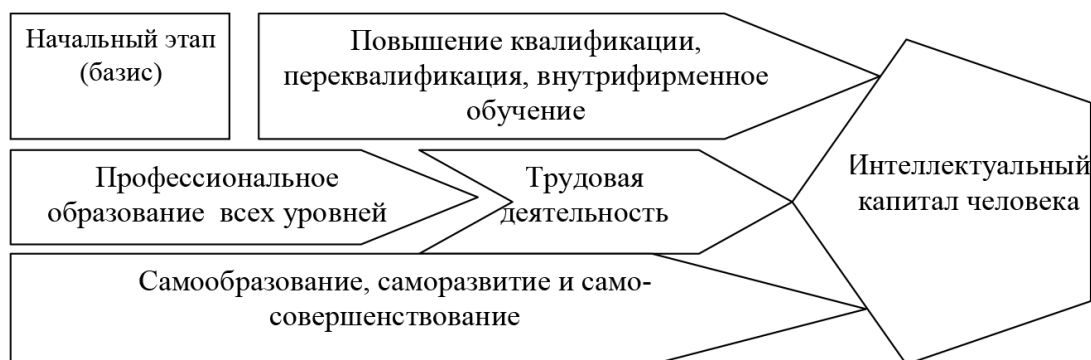 Начальный этап
(базис)
Повышение квалификации,
переквалификация, внутрифирменное
обучение
Профессиональное
образование всех уровней
Трудовая
деятельность
Интеллектуальный
капитал человека
Самообразование, саморазвитие и само-
совершенствование